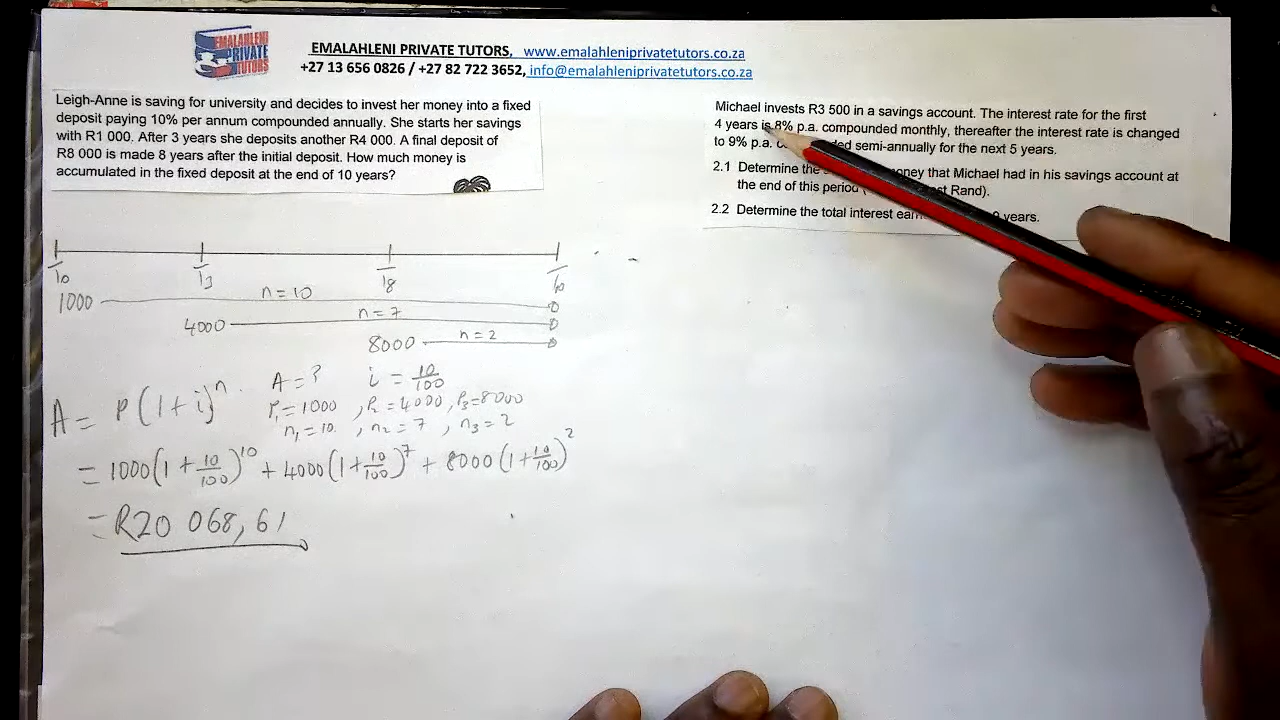 EMALAHLENI
PRIVATE
TUTORS
EMALAHLENI PRIVATE TUTORS, www.emalahleniprivatetutors.co.za
+27 13 656 0826 / +27 82 722 3652, info@emalahleniprivatetutors.co.za
Leigh-Anne is saving for university and decides to invest her money into a fixed
deposit paying 10% per annum compounded annually. She starts her savings
with R1 000. After 3 years she deposits another R4 000. A final deposit of
R8 000 is made 8 years after the initial deposit. How much money is
accumulated in the fixed deposit at the end of 10 years?
T0 T3 T8 10
1000 n = 10
4000 n = 7
8000 n = 2
A = P(1+i)^n
A = ? i = 10/100
P1 = 1000, P2 = 4000, P3 = 8000
n1 = 10, n2 = 7, n3 = 2
= 1000(1 + 10/100)^10 + 4000(1 + 10/100)^7 + 8000(1 + 10/100)^2
= R20 068,61
Michael invests R3 500 in a savings account. The interest rate for the first
4 years is 8% p.a. compounded monthly, thereafter the interest rate is changed
to 9% p.a. semi-annually for the next 5 years.
2.1 Determine the that Michael had in his savings account at
the end of this period Rand).
2.2 Determine the total interest years.